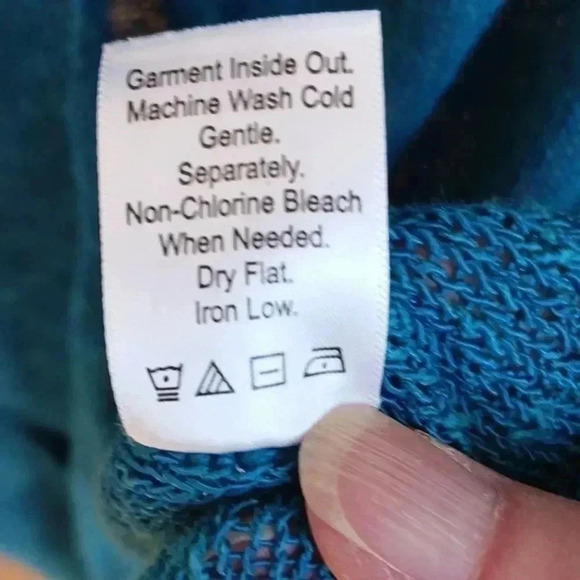 Garment Inside Out.
Machine Wash Cold
Gentle.
Separately.
Non-Chlorine Bleach
When Needed.
Dry Flat.
Iron Low.